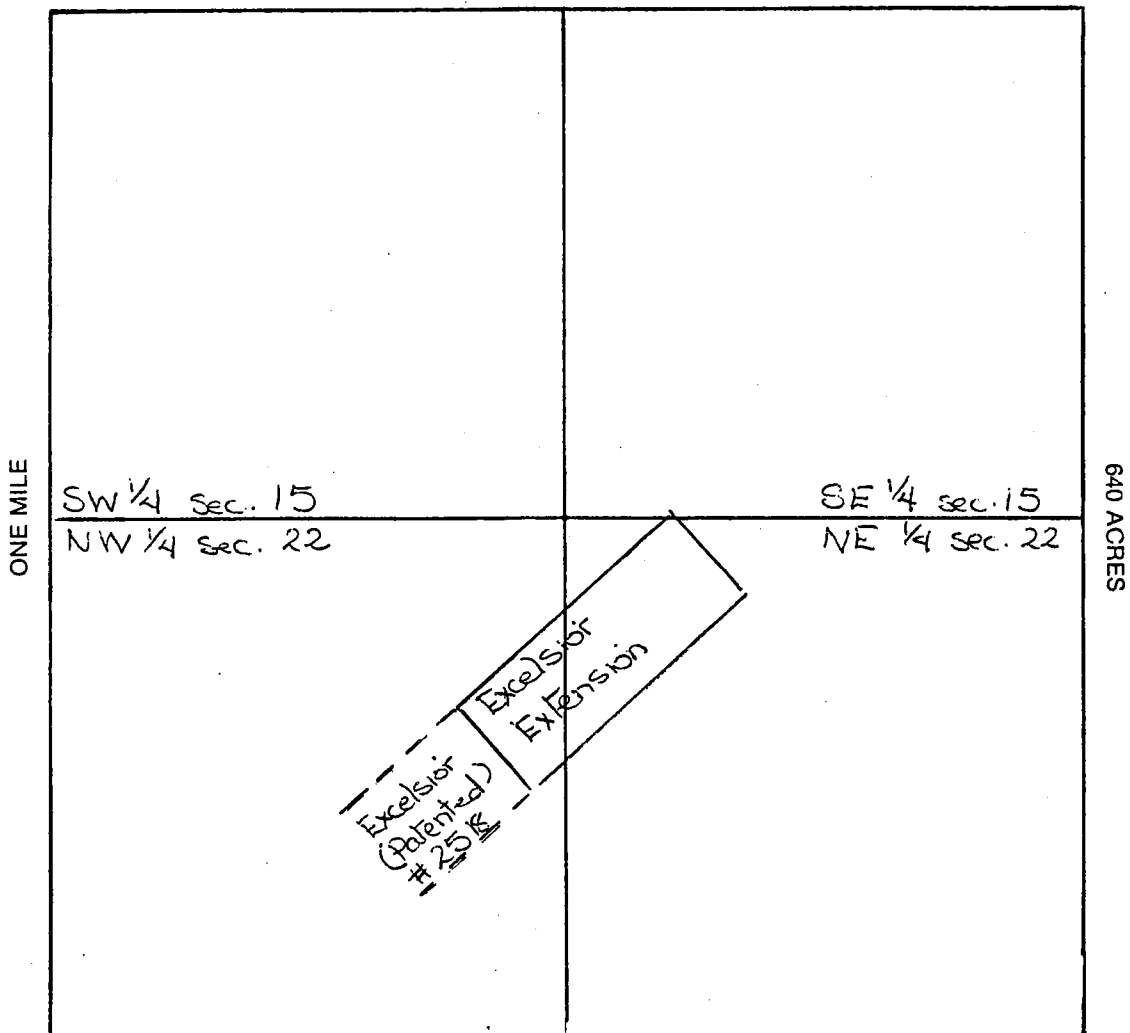 ONE MILE
640 ACRES
SW 1/4 sec. 15
SE 1/4 sec. 15
NW 1/4 sec. 22
NE 1/4 sec. 22
Excelsior
Extension
Excelsior
(Patented)